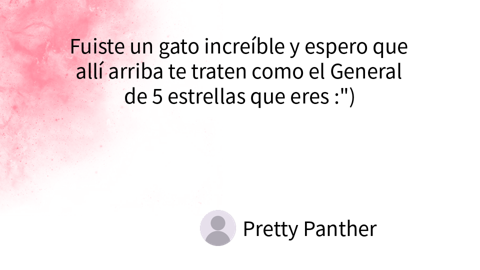 Fuiste un gato increíble y espero que
allí arriba te traten como el General
de 5 estrellas que eres :")
Pretty Panther